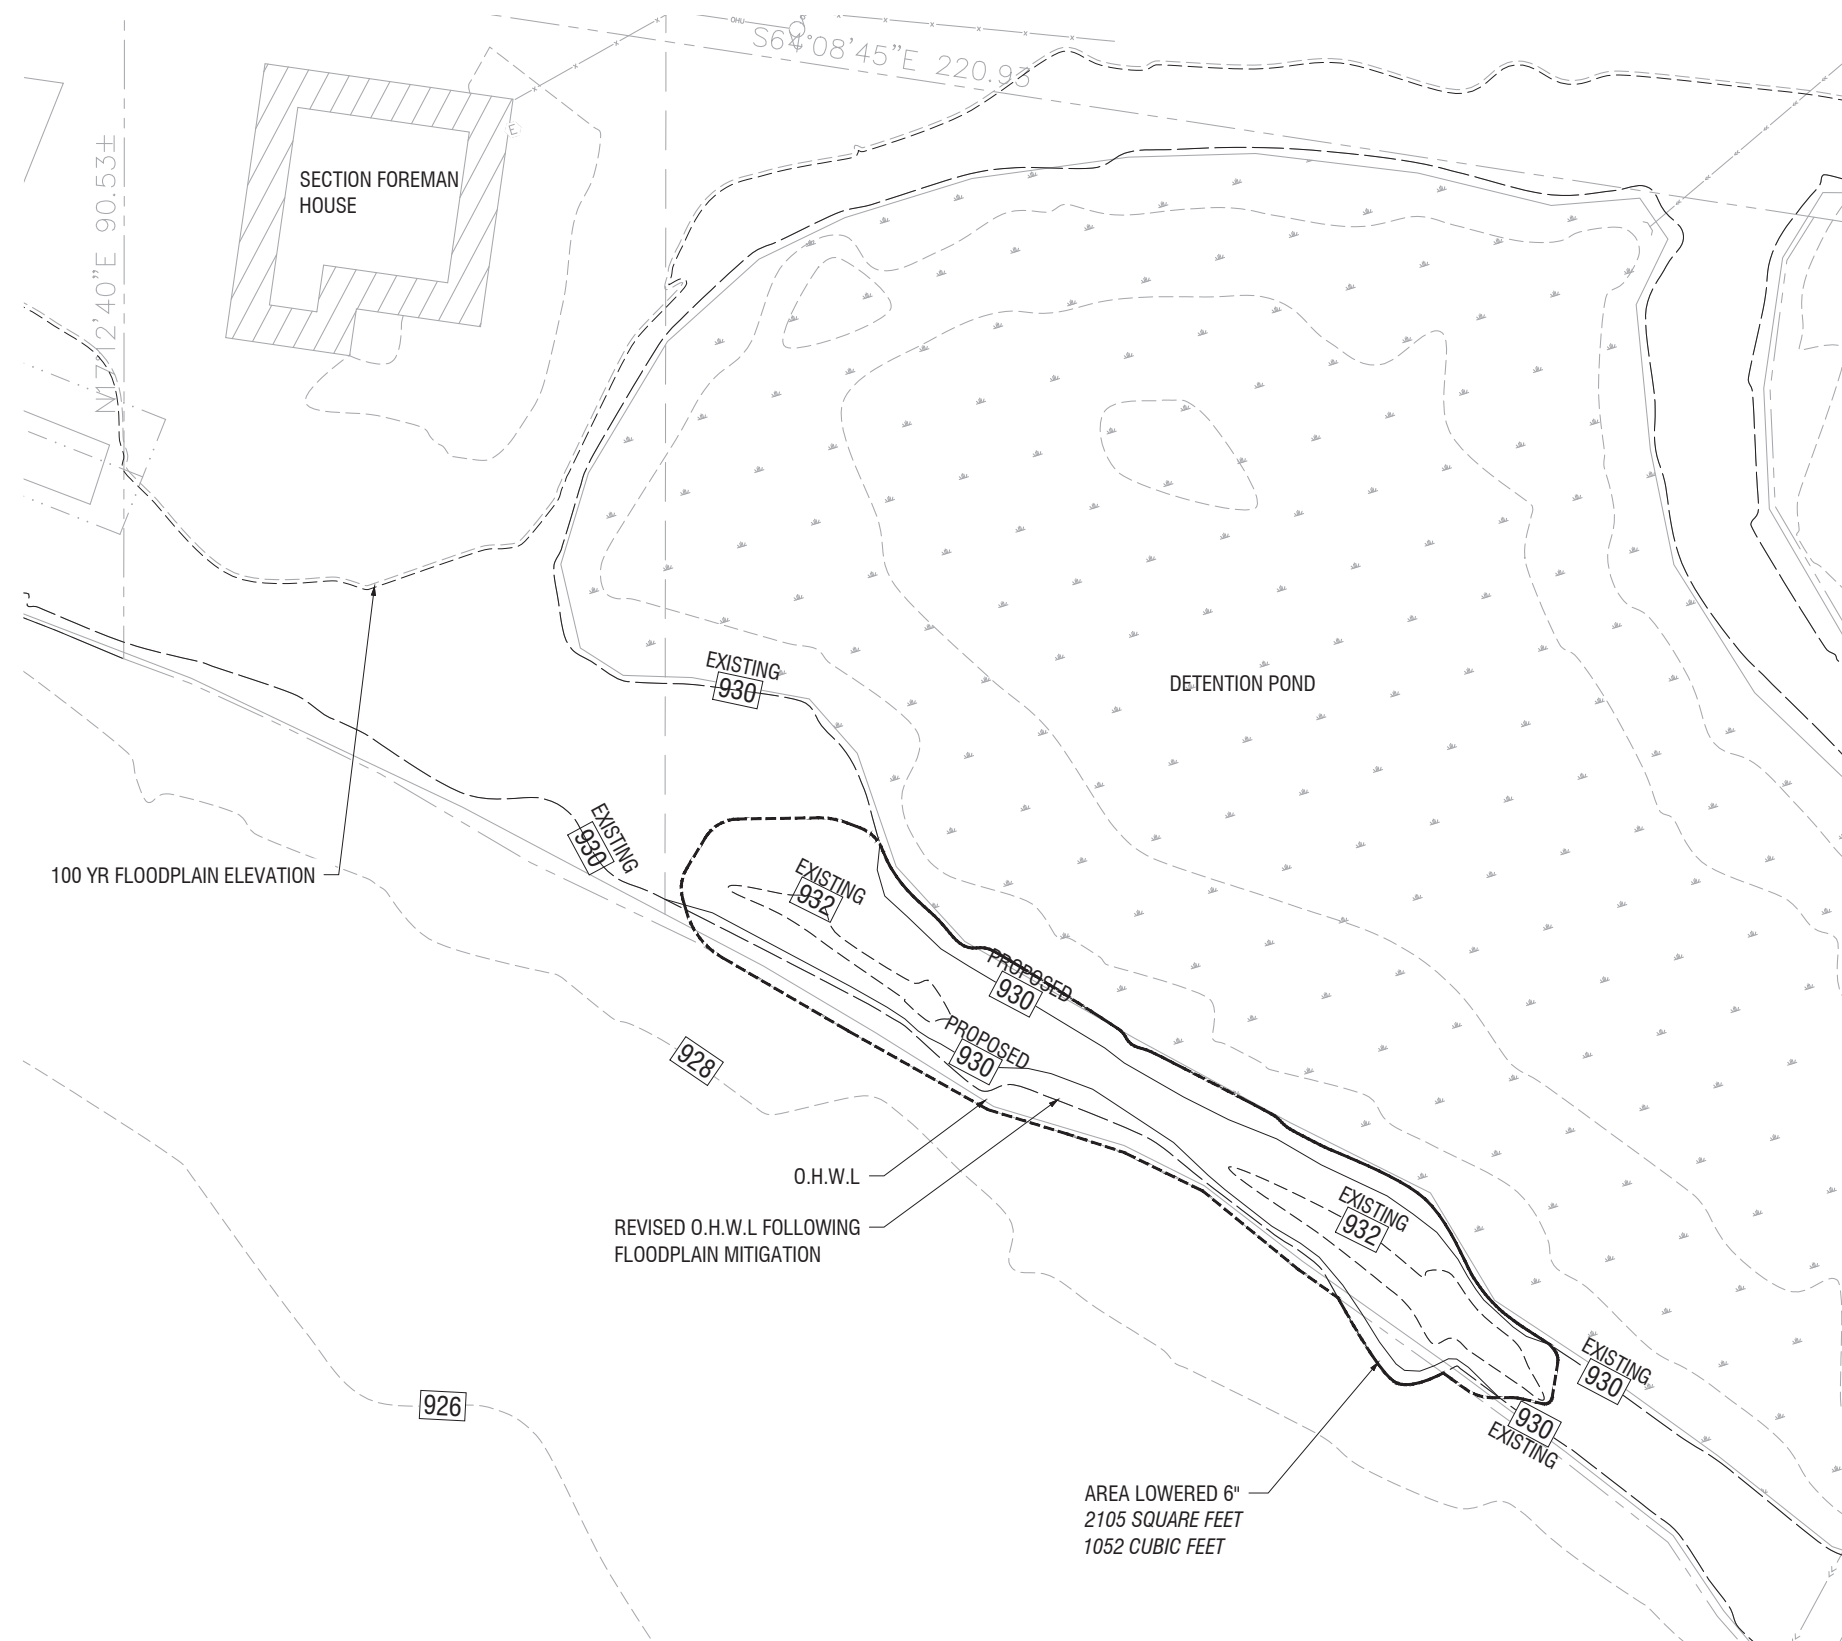 OHU
S64°08'45"E 220.93
E
N17°12'40"E 90.53±
SECTION FOREMAN
HOUSE
EXISTING
930
DETENTION POND
EXISTING
930
100 YR FLOODPLAIN ELEVATION
EXISTING
932
PROPOSED
930
PROPOSED
930
928
O.H.W.L
REVISED O.H.W.L FOLLOWING
FLOODPLAIN MITIGATION
EXISTING
932
EXISTING
930
926
930
EXISTING
AREA LOWERED 6"
2105 SQUARE FEET
1052 CUBIC FEET